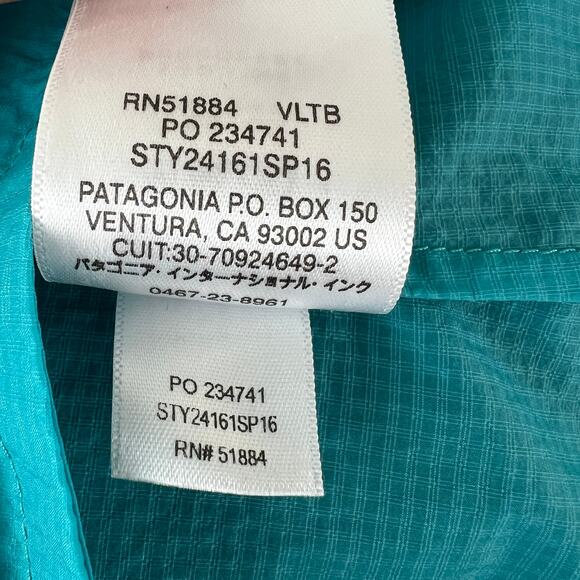 RN51884 VLTB
PO 234741
STY24161SP16
PATAGONIA P.O. BOX 150
VENTURA, CA 93002 US
CUIT:30-70924649-2
パタゴニア・インターナショナル・インク
0467-23-8961
PO 234741
STY24161SP16
RN# 51884